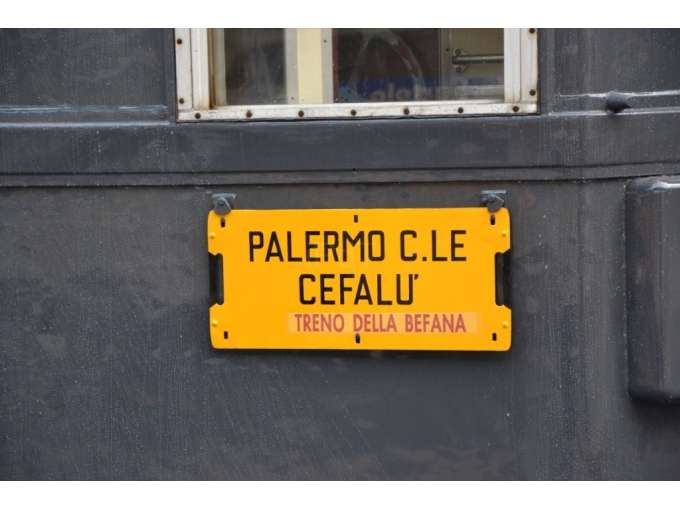 PALERMO C.LE
CEFALU'
TRENO DELLA BEFANA